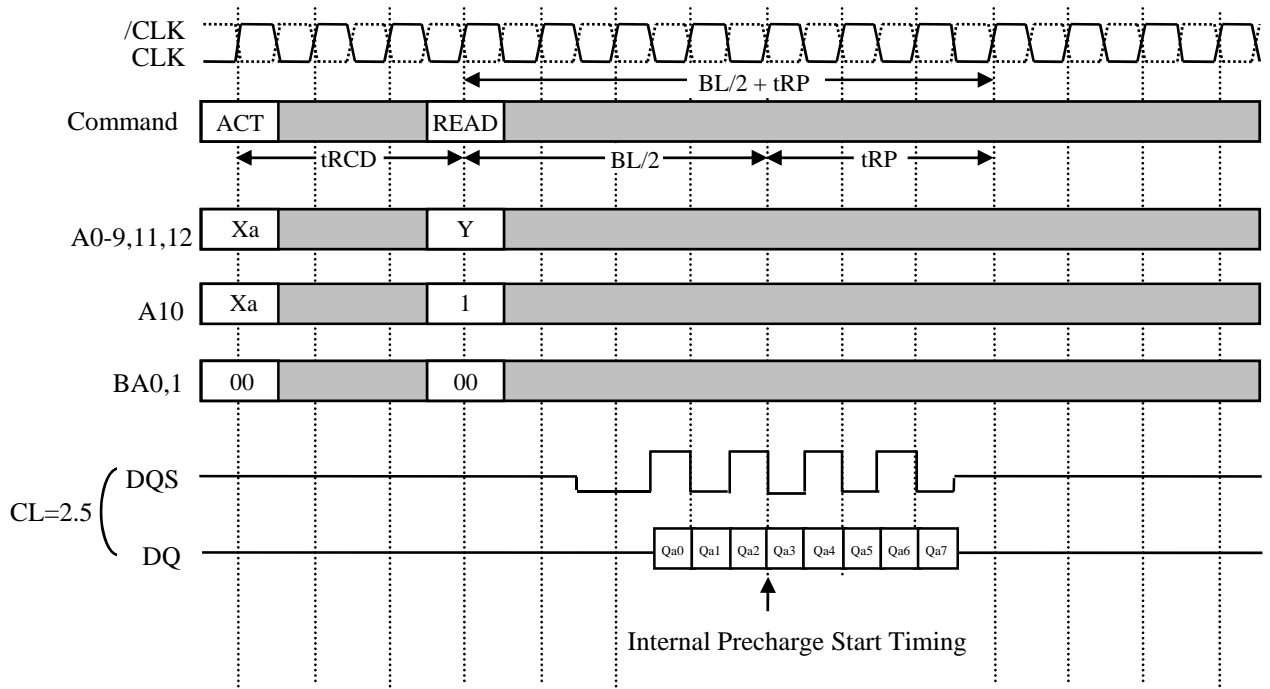 /CLK
CLK
BL/2 + tRP
Command ACT READ
tRCD BL/2 tRP
A0-9,11,12 Xa Y
A10 Xa 1
BA0,1 00 00
DQS
CL=2.5
DQ Qa0 Qa1 Qa2 Qa3 Qa4 Qa5 Qa6 Qa7
Internal Precharge Start Timing